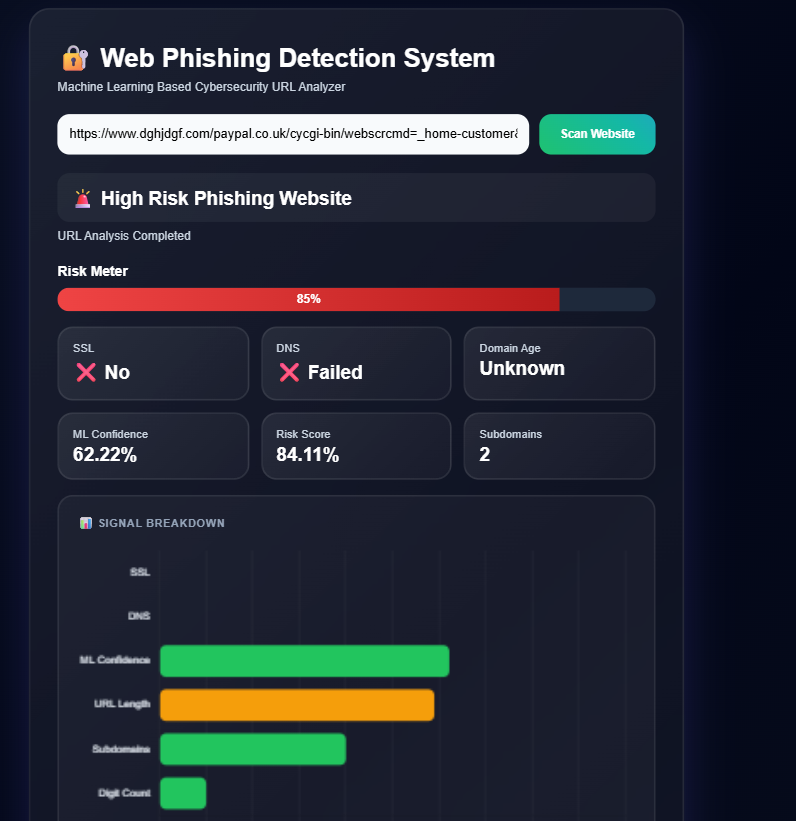 Web Phishing Detection System
Machine Learning Based Cybersecurity URL Analyzer
https://www.dghjdgf.com/paypal.co.uk/cycgi-bin/webscrcmd=_home-customer&
Scan Website
High Risk Phishing Website
URL Analysis Completed
Risk Meter
85%
SSL
No
DNS
Failed
Domain Age
Unknown
ML Confidence
62.22%
Risk Score
84.11%
Subdomains
2
SIGNAL BREAKDOWN
SSL
DNS
ML Confidence
URL Length
Subdomains
Digit Count